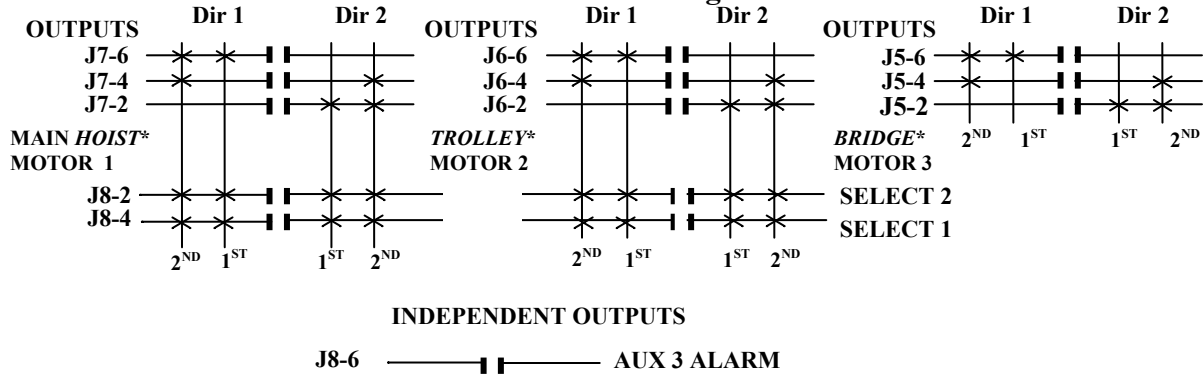 Dir 1 Dir 2 Dir 1 Dir 2 Dir 1 Dir 2
OUTPUTS OUTPUTS OUTPUTS
J7-6 J6-6 J5-6
J7-4 J6-4 J5-4
J7-2 J6-2 J5-2
2ND 1ST 1ST 2ND
MAIN HOIST* TROLLEY* BRIDGE*
MOTOR 1 MOTOR 2 MOTOR 3
J8-2 SELECT 2
J8-4 SELECT 1
2ND 1ST 1ST 2ND 2ND 1ST 1ST 2ND
INDEPENDENT OUTPUTS
J8-6 AUX 3 ALARM